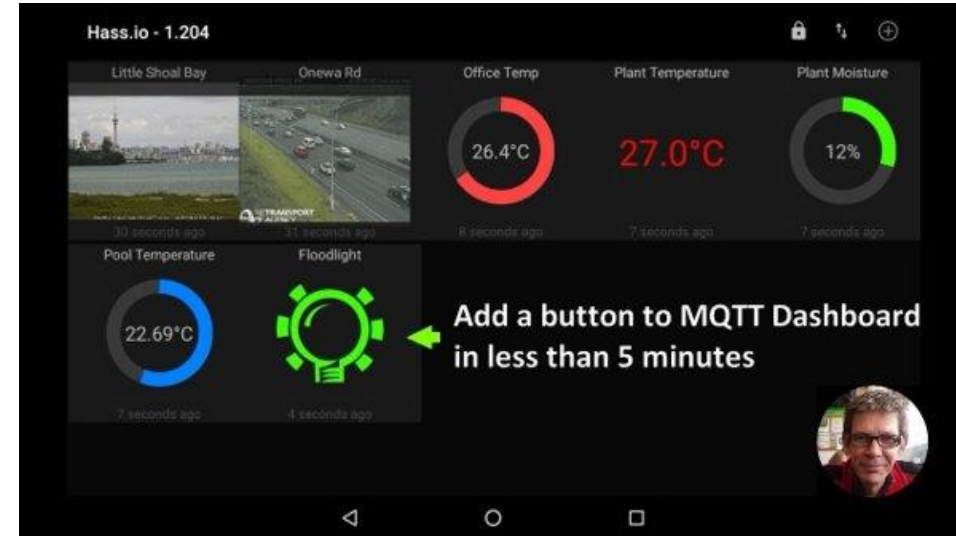 Hass.io - 1.204
Little Shoal Bay
Onewa Rd
Office Temp
Plant Temperature
Plant Moisture
26.4°C
27.0°C
12%
TRANSPORT
AGENCY
30 seconds ago
31 seconds ago
8 seconds ago
7 seconds ago
7 seconds ago
Pool Temperature
Floodlight
22.69°C
Add a button to MQTT Dashboard
in less than 5 minutes
7 seconds ago
4 seconds ago